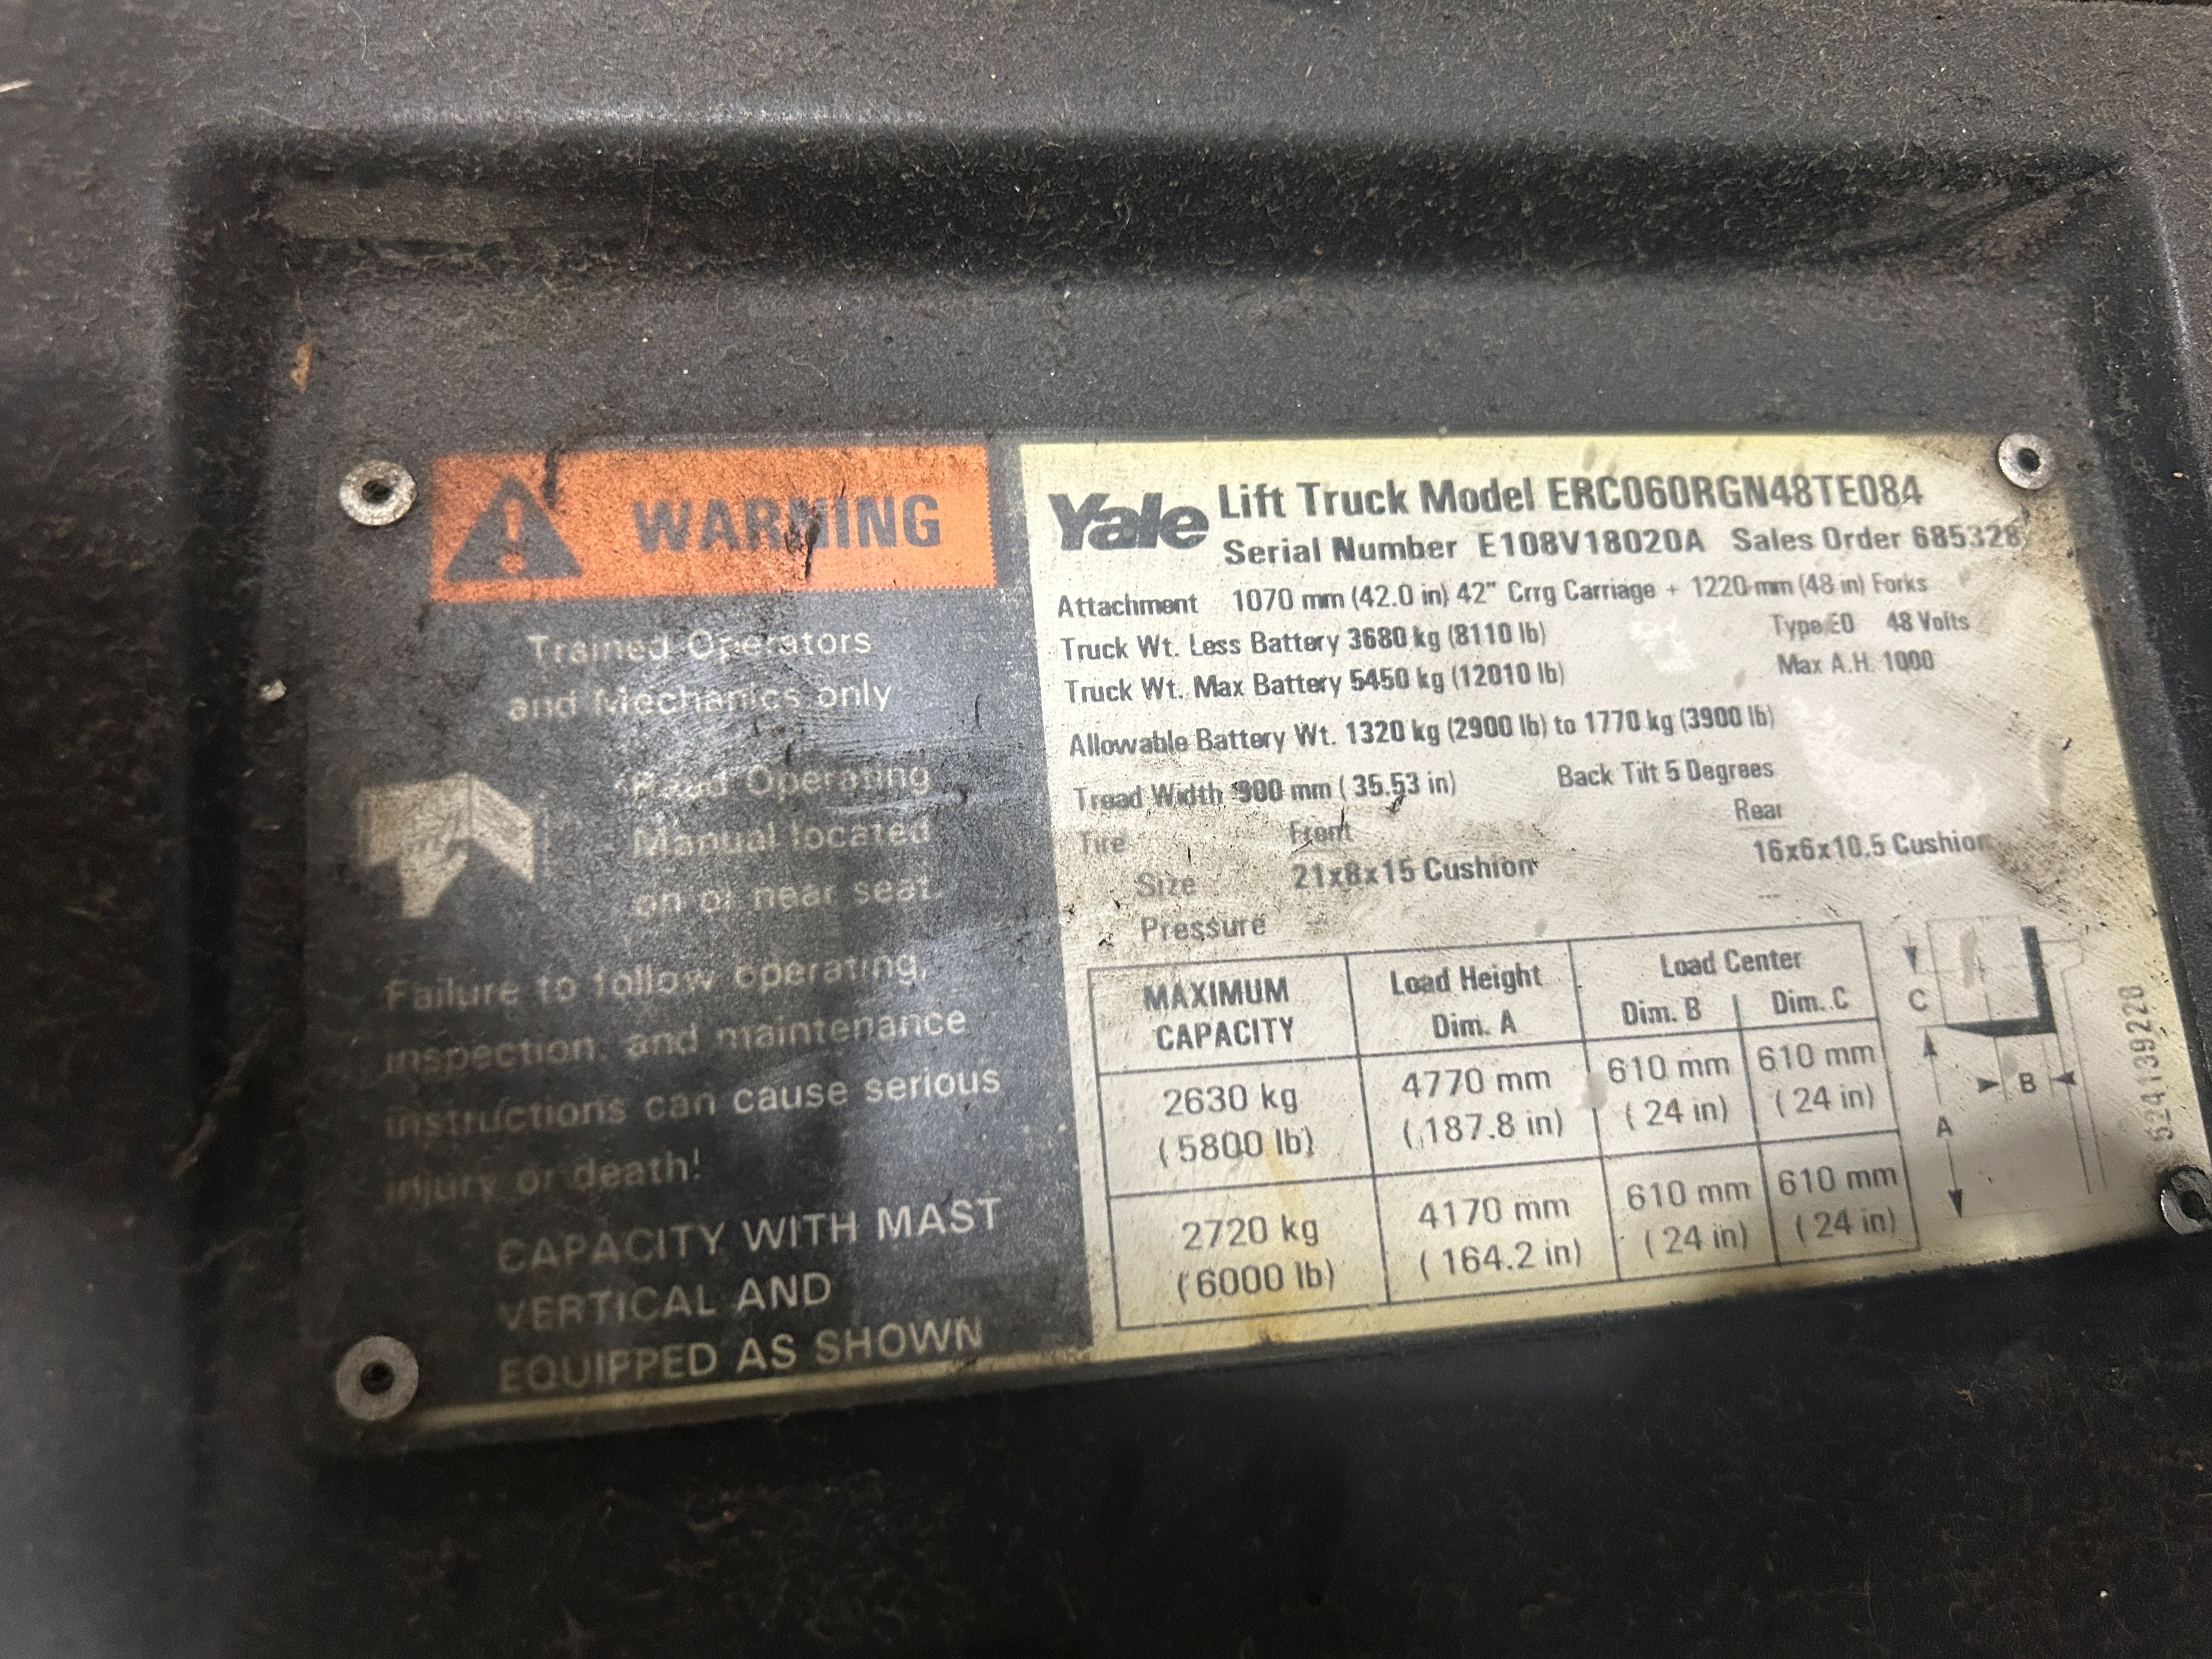 WARNING
Trained Operators
and Mechanics only
Read Operating
Manual located
on or near seat
Failure to follow operating,
inspection, and maintenance
instructions can cause serious
injury or death!
CAPACITY WITH MAST
VERTICAL AND
EQUIPPED AS SHOWN
Yale Lift Truck Model ERC060RGN48TE084
Serial Number E108V18020A Sales Order 685328
Attachment 1070 mm (42.0 in) 42" Crrg Carriage + 1220 mm (48 in) Forks
Truck Wt. Less Battery 3680 kg (8110 lb) Type EO 48 Volts
Truck Wt. Max Battery 5450 kg (12010 lb) Max A.H. 1000
Allowable Battery Wt. 1320 kg (2900 lb) to 1770 kg (3900 lb)
Tread Width 900 mm ( 35.53 in) Back Tilt 5 Degrees
Tire Front Rear
Size 21x8x15 Cushion 16x6x10.5 Cushion
Pressure --- ---
MAXIMUM CAPACITY Load Height Dim. A Load Center Dim. B Dim. C
2630 kg 4770 mm 610 mm 610 mm
( 5800 lb) ( 187.8 in) ( 24 in) ( 24 in)
2720 kg 4170 mm 610 mm 610 mm
( 6000 lb) ( 164.2 in) ( 24 in) ( 24 in)
C
B
A
524139220